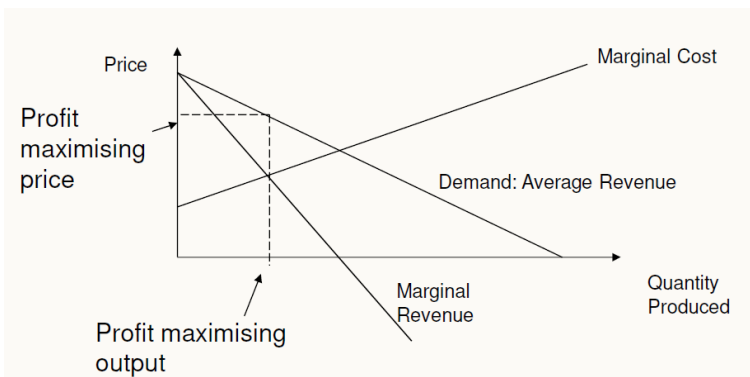 Price
Marginal Cost
Profit
maximising
price
Demand: Average Revenue
Quantity
Produced
Marginal
Revenue
Profit maximising
output